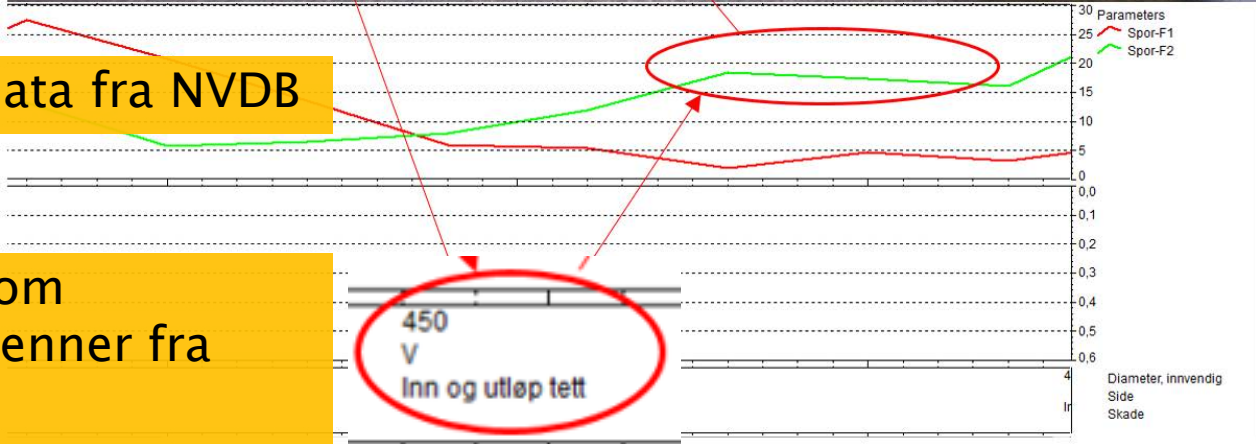 30 Parameters
25 Spor-F1
20 Spor-F2
ata fra NVDB
15
10
5
0
0,0
0,1
0,2
om
0,3
enner fra
0,4
450
0,5
V
0,6
Inn og utløp tett
4 Diameter, innvendig
Side
Ir Skade